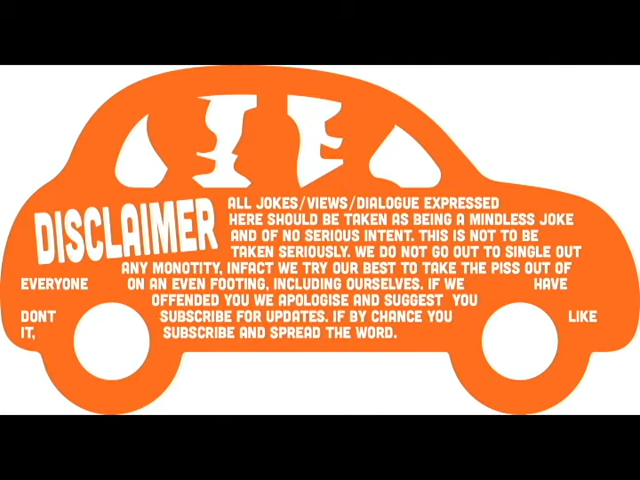 DISCLAIMER
ALL JOKES/VIEWS/DIALOGUE EXPRESSED
HERE SHOULD BE TAKEN AS BEING A MINDLESS JOKE
AND OF NO SERIOUS INTENT. THIS IS NOT TO BE
TAKEN SERIOUSLY. WE DO NOT GO OUT TO SINGLE OUT
ANY MONOTITY, INFACT WE TRY OUR BEST TO TAKE THE PISS OUT OF
EVERYONE ON AN EVEN FOOTING, INCLUDING OURSELVES. IF WE HAVE
OFFENDED YOU WE APOLOGISE AND SUGGEST YOU
DONT SUBSCRIBE FOR UPDATES. IF BY CHANCE YOU LIKE
IT, SUBSCRIBE AND SPREAD THE WORD.